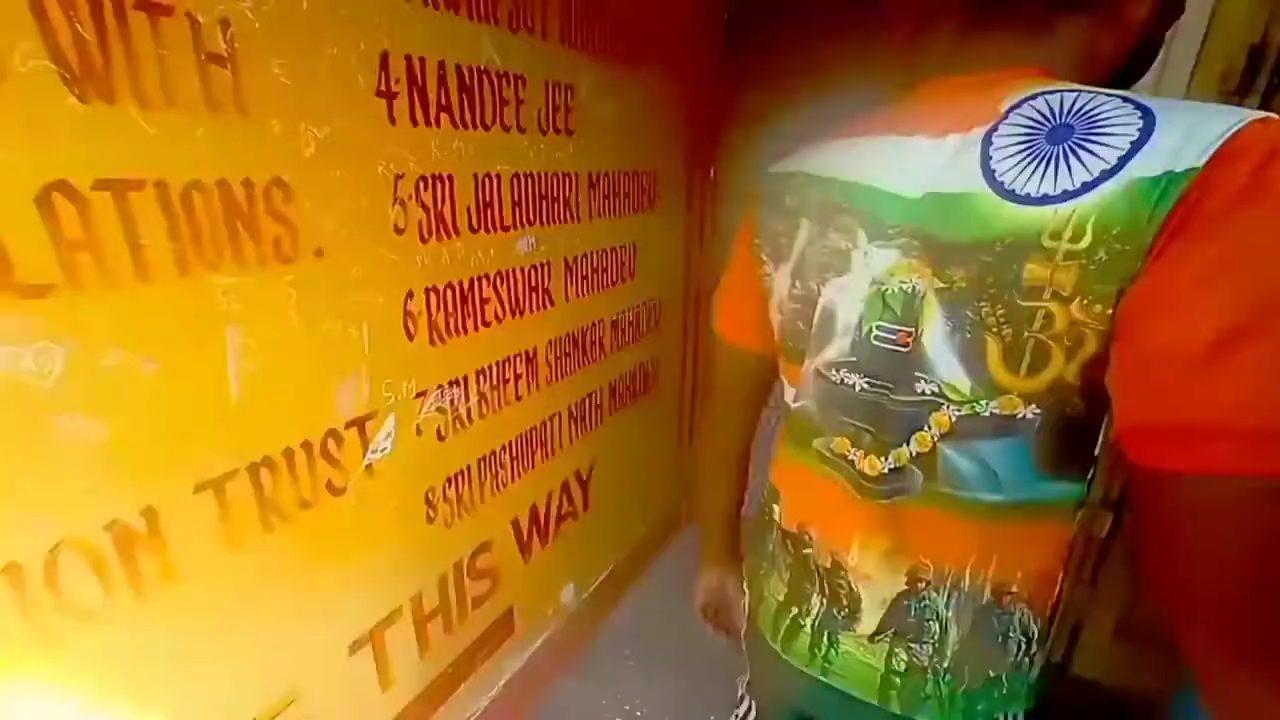 WITH
LATIONS.
ION TRUST
4·NANDEE JEE
5·SRI JALADHARI MAHADEV
6·RAMESWAR MAHADEV
7·SRI BHEEM SHANKAR MAHADEV
8·SRI PASHUPATI NATH MAHADEV
THIS WAY
S.M
ॐ